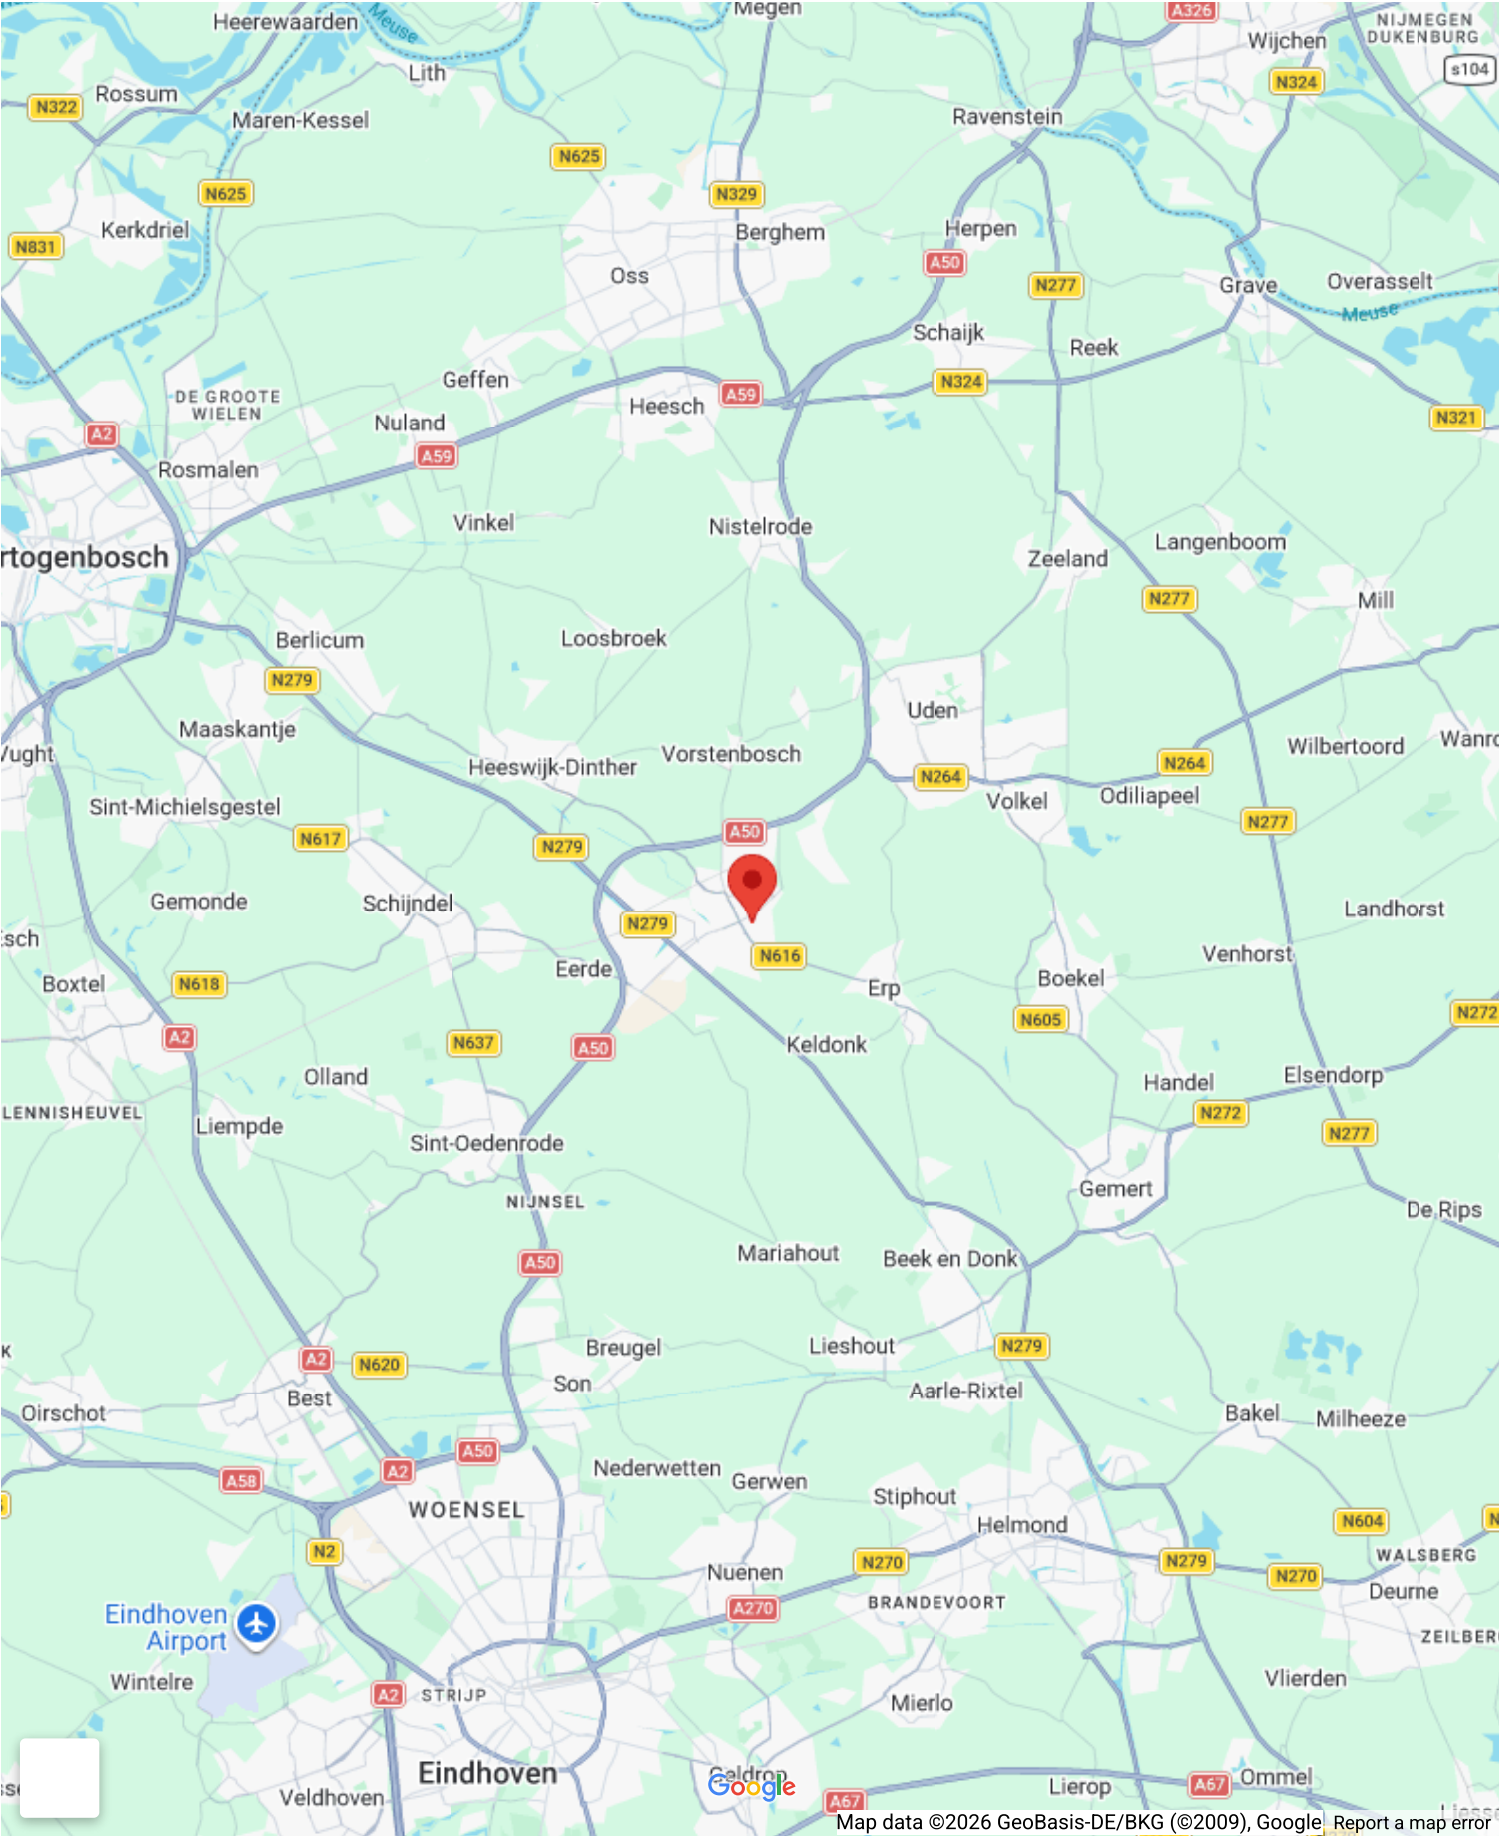 Megen
A326
NIJMEGEN
DUKENBURG
Heerewaarden
Meuse
Wijchen
s104
Lith
N324
Rossum
N322
Maren-Kessel
Ravenstein
N625
N625
N329
Kerkdriel
Berghem
Herpen
N831
A50
Oss
N277
Grave
Overasselt
Meuse
Schaijk
Reek
Geffen
N324
DE GROOTE
WIELEN
A59
Heesch
Nuland
N321
A2
A59
Rosmalen
Vinkel
Nistelrode
Langenboom
rtogenbosch
Zeeland
N277
Mill
Berlicum
Loosbroek
N279
Uden
Maaskantje
Vught
Vorstenbosch
Wilbertoord
Wanro
Heeswijk-Dinther
N264
N264
Odiliapeel
Volkel
Sint-Michielsgestel
N277
A50
N617
N279
Gemonde
Schijndel
Landhorst
N279
sch
N616
Venhorst
Eerde
Boekel
Boxtel
N618
Erp
N605
N272
A2
N637
A50
Keldonk
Olland
Handel
Elsendorp
LENNISHEUVEL
N272
Liempde
N277
Sint-Oedenrode
Gemert
NIJNSEL
De Rips
Mariahout
Beek en Donk
A50
Breugel
Lieshout
N279
K
A2
N620
Son
Aarle-Rixtel
Best
Oirschot
Bakel
Milheeze
A50
Nederwetten
A2
A58
Gerwen
Stiphout
WOENSEL
Helmond
N604
N2
N270
N279
WALSBERG
Nuenen
N270
Deurne
BRANDEVOORT
A270
Eindhoven
Airport
ZEILBER
Wintelre
Vlierden
A2
STRIJP
Mierlo
Eindhoven
Geldrop
Google
Ommel
A67
Lierop
Veldhoven
A67
Liess
Map data ©2026 GeoBasis-DE/BKG (©2009), Google
Report a map error